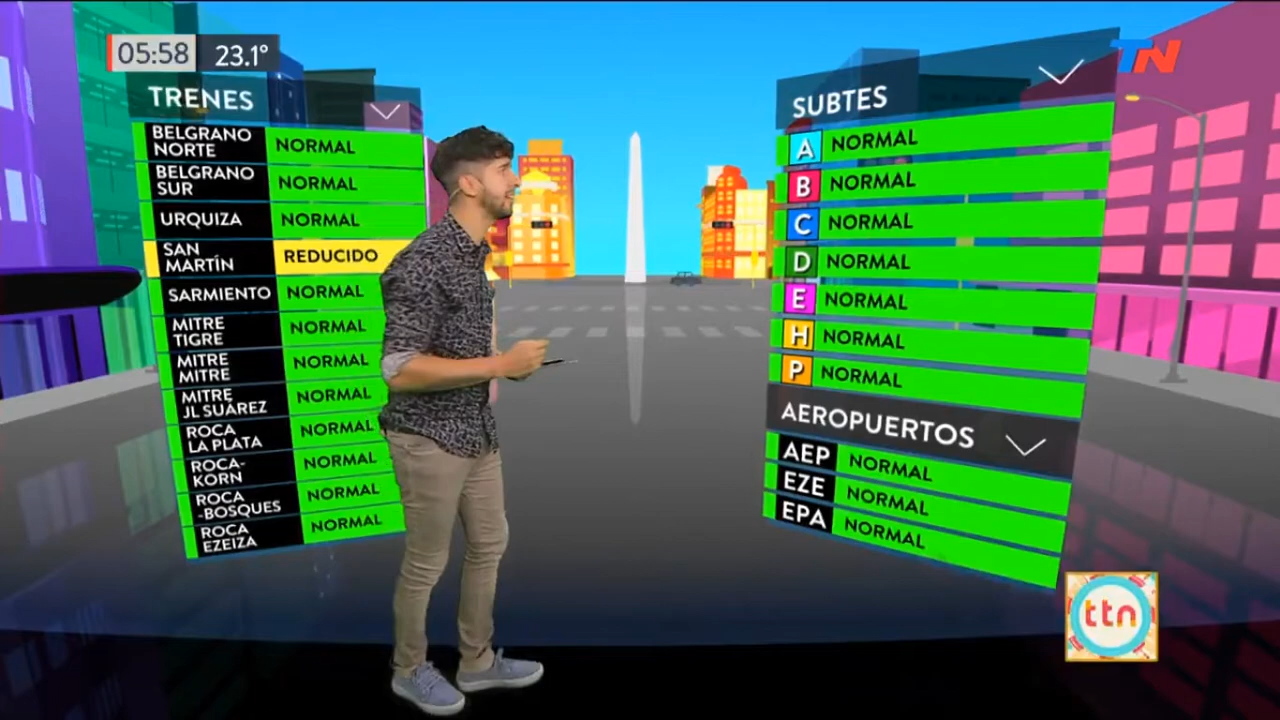 05:58 23.1°
TN
TRENES
BELGRANO
NORTE
NORMAL
BELGRANO
SUR
NORMAL
URQUIZA
NORMAL
SAN
MARTÍN
REDUCIDO
SARMIENTO
NORMAL
MITRE
TIGRE
NORMAL
MITRE
MITRE
NORMAL
MITRE
JL SUÁREZ
NORMAL
ROCA
LA PLATA
NORMAL
ROCA-
KORN
NORMAL
ROCA
-BOSQUES
NORMAL
ROCA
EZEIZA
NORMAL
SUBTES
A NORMAL
B NORMAL
C NORMAL
D NORMAL
E NORMAL
H NORMAL
P NORMAL
AEROPUERTOS
AEP NORMAL
EZE NORMAL
EPA NORMAL
ttn